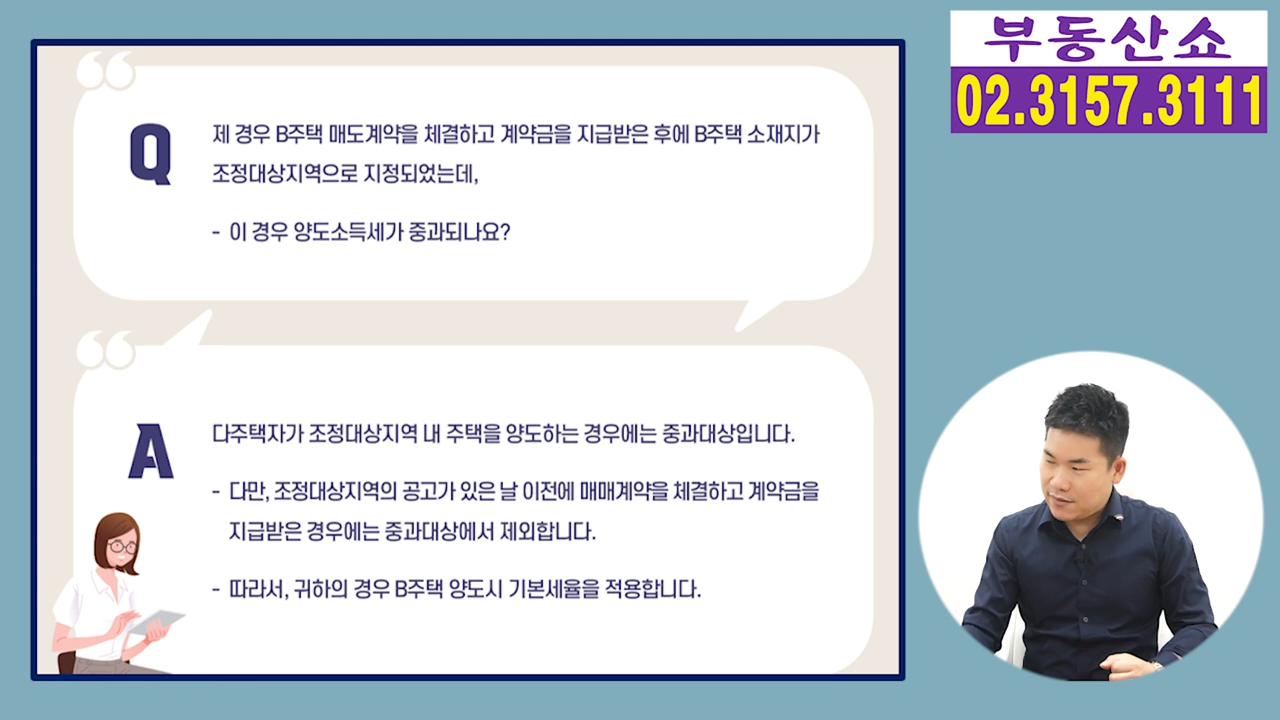 부동산쇼
02.3157.3111
Q
제 경우 B주택 매도계약을 체결하고 계약금을 지급받은 후에 B주택 소재지가
조정대상지역으로 지정되었는데,
- 이 경우 양도소득세가 중과되나요?
A
다주택자가 조정대상지역 내 주택을 양도하는 경우에는 중과대상입니다.
- 다만, 조정대상지역의 공고가 있은 날 이전에 매매계약을 체결하고 계약금을
지급받은 경우에는 중과대상에서 제외합니다.
- 따라서, 귀하의 경우 B주택 양도시 기본세율을 적용합니다.